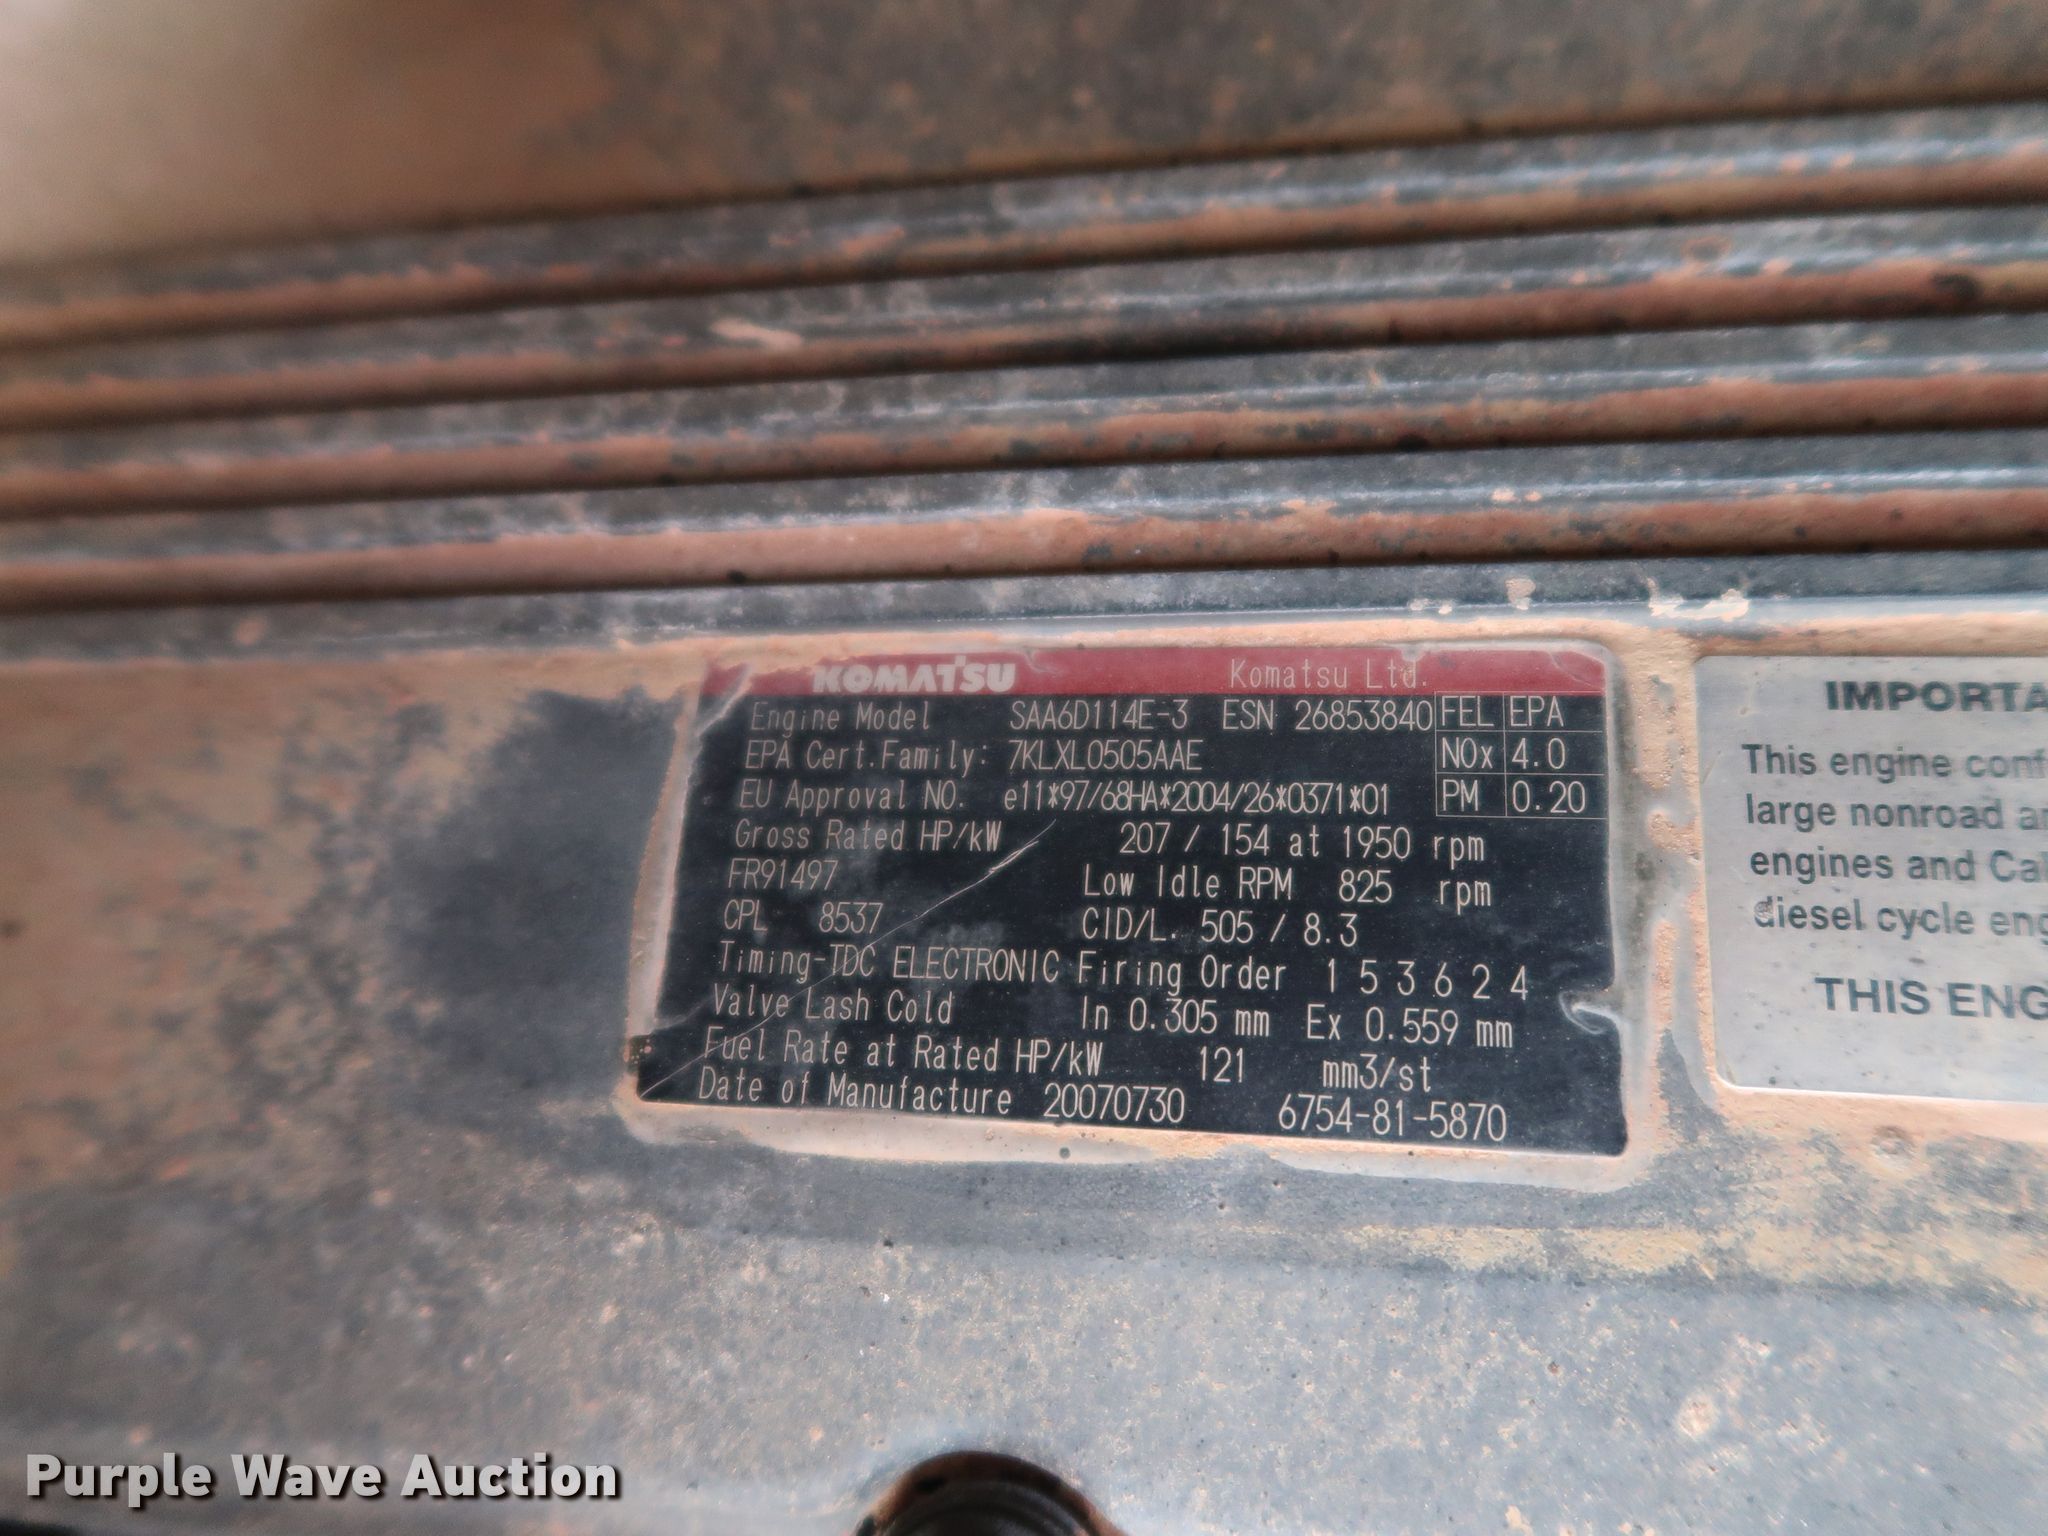 KOMATSU Komatsu Ltd.
Engine Model SAA6D114E-3 ESN 26853840 FEL EPA
EPA Cert.Family: 7KLXL0505AAE NOx 4.0
EU Approval NO. e11*97/68HA*2004/26*0371*01 PM 0.20
Gross Rated HP/kW 207 / 154 at 1950 rpm
FR91497 Low Idle RPM 825 rpm
CPL 8537 CID/L. 505 / 8.3
Timing-TDC ELECTRONIC Firing Order 1 5 3 6 2 4
Valve Lash Cold In 0.305 mm Ex 0.559 mm
Fuel Rate at Rated HP/kW 121 mm3/st
Date of Manufacture 20070730 6754-81-5870
IMPORTA
This engine conf
large nonroad a
engines and Cal
diesel cycle eng
THIS ENG
Purple Wave Auction